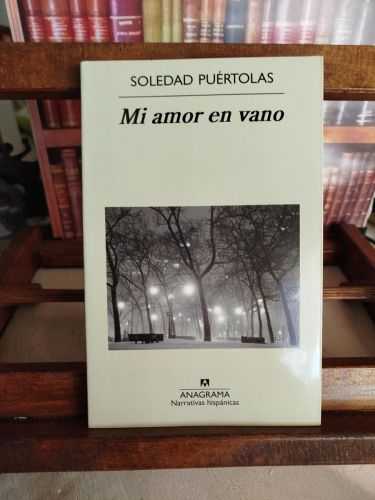 SOLEDAD PUÉRTOLAS
Mi amor en vano
ANAGRAMA
Narrativas hispánicas